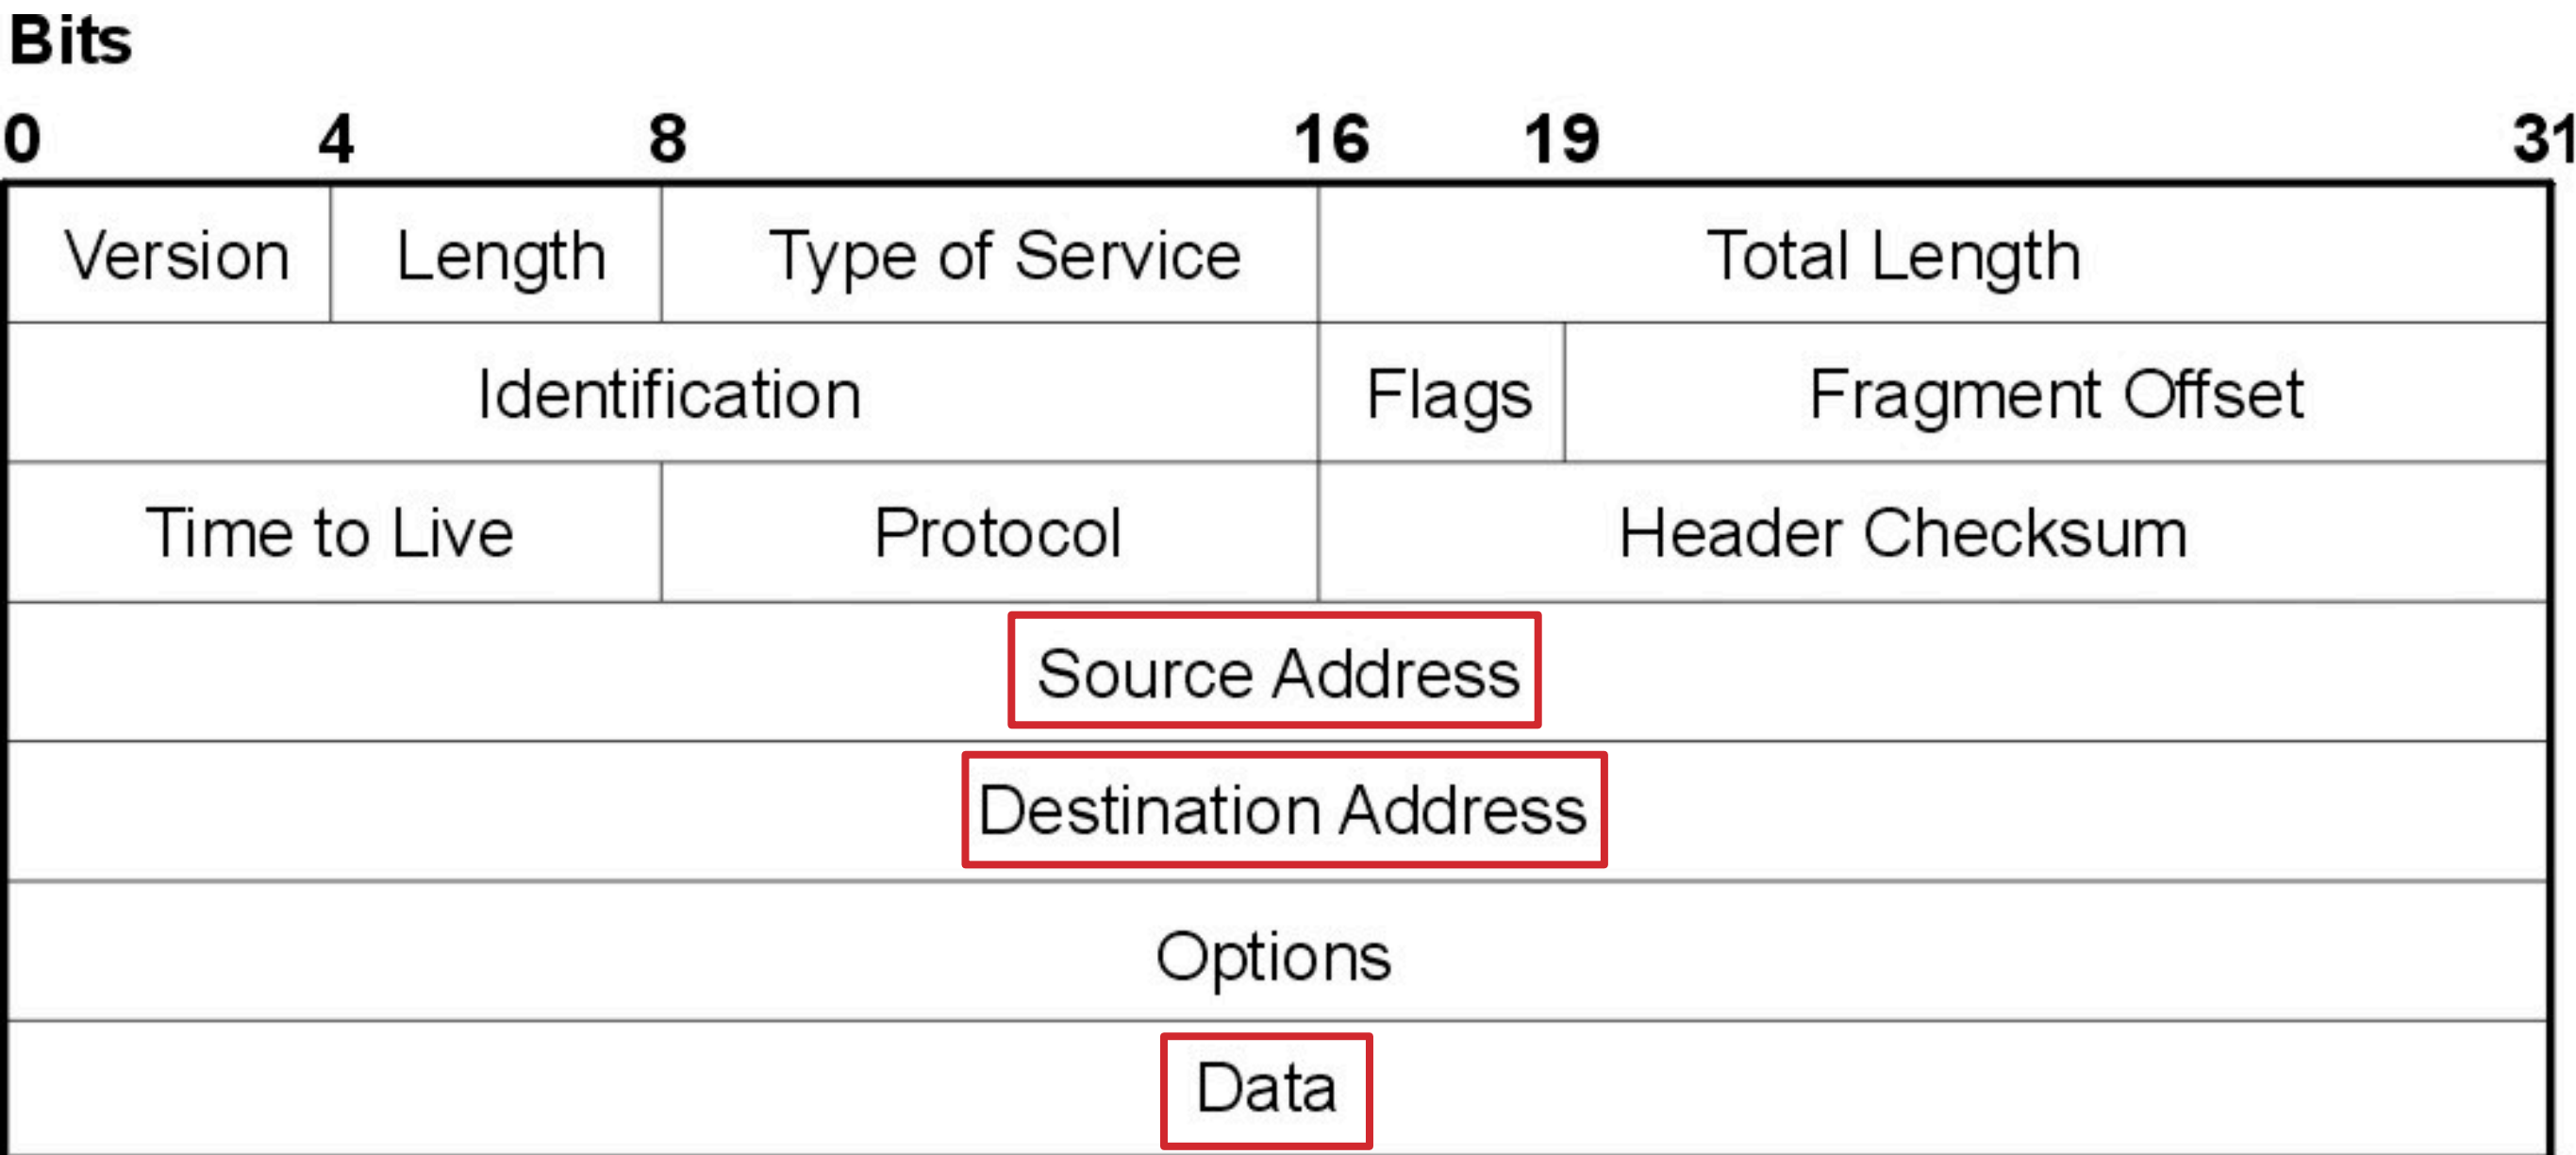 Bits
0 4 8 16 19 31
Version Length Type of Service Total Length
Identification Flags Fragment Offset
Time to Live Protocol Header Checksum
Source Address
Destination Address
Options
Data